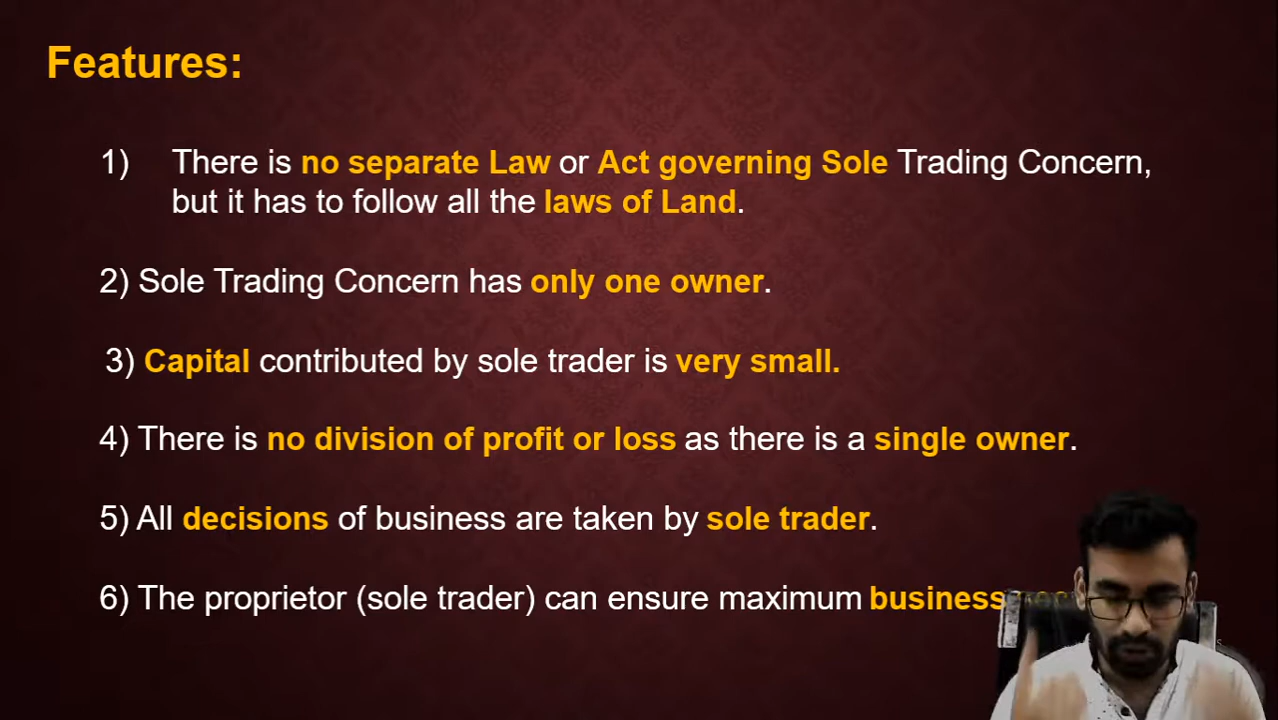 Features:
1) There is no separate Law or Act governing Sole Trading Concern,
but it has to follow all the laws of Land.
2) Sole Trading Concern has only one owner.
3) Capital contributed by sole trader is very small.
4) There is no division of profit or loss as there is a single owner.
5) All decisions of business are taken by sole trader.
6) The proprietor (sole trader) can ensure maximum business